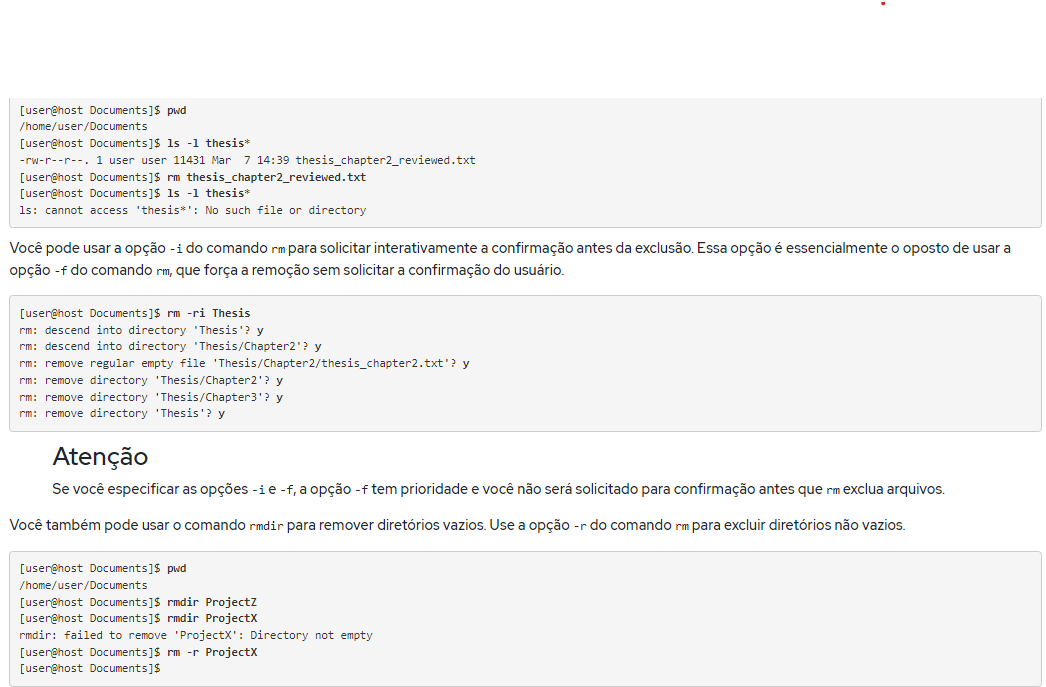 [user@host Documents]$ pwd
/home/user/Documents
[user@host Documents]$ ls -l thesis*
-rw-r--r--. 1 user user 11431 Mar  7 14:39 thesis_chapter2_reviewed.txt
[user@host Documents]$ rm thesis_chapter2_reviewed.txt
[user@host Documents]$ ls -l thesis*
ls: cannot access 'thesis*': No such file or directory
Você pode usar a opção -i do comando rm para solicitar interativamente a confirmação antes da exclusão. Essa opção é essencialmente o oposto de usar a
opção -f do comando rm, que força a remoção sem solicitar a confirmação do usuário.
[user@host Documents]$ rm -ri Thesis
rm: descend into directory 'Thesis'? y
rm: descend into directory 'Thesis/Chapter2'? y
rm: remove regular empty file 'Thesis/Chapter2/thesis_chapter2.txt'? y
rm: remove directory 'Thesis/Chapter2'? y
rm: remove directory 'Thesis/Chapter3'? y
rm: remove directory 'Thesis'? y
Atenção
Se você especificar as opções -i e -f, a opção -f tem prioridade e você não será solicitado para confirmação antes que rm exclua arquivos.
Você também pode usar o comando rmdir para remover diretórios vazios. Use a opção -r do comando rm para excluir diretórios não vazios.
[user@host Documents]$ pwd
/home/user/Documents
[user@host Documents]$ rmdir ProjectZ
[user@host Documents]$ rmdir ProjectX
rmdir: failed to remove 'ProjectX': Directory not empty
[user@host Documents]$ rm -r ProjectX
[user@host Documents]$